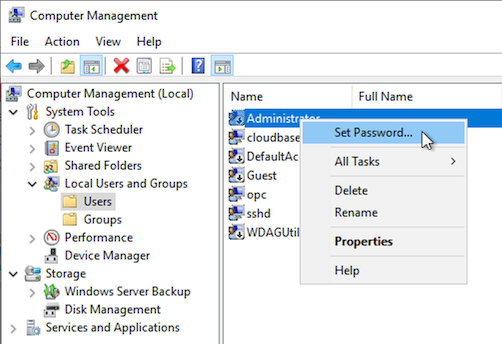 Computer Management
File Action View Help
Computer Management (Local)
System Tools
Task Scheduler
Event Viewer
Shared Folders
Local Users and Groups
Users
Groups
Performance
Device Manager
Storage
Windows Server Backup
Disk Management
Services and Applications
Name Full Name
Administrator
cloudbase
DefaultAc
Guest
opc
sshd
WDAGUtil
Set Password...
All Tasks
Delete
Rename
Properties
Help